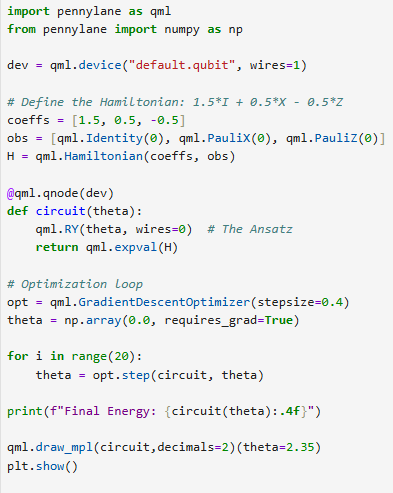 import pennylane as qml
from pennylane import numpy as np
dev = qml.device("default.qubit", wires=1)
# Define the Hamiltonian: 1.5*I + 0.5*X - 0.5*Z
coeffs = [1.5, 0.5, -0.5]
obs = [qml.Identity(0), qml.PauliX(0), qml.PauliZ(0)]
H = qml.Hamiltonian(coeffs, obs)
@qml.qnode(dev)
def circuit(theta):
    qml.RY(theta, wires=0)  # The Ansatz
    return qml.expval(H)
# Optimization loop
opt = qml.GradientDescentOptimizer(stepsize=0.4)
theta = np.array(0.0, requires_grad=True)
for i in range(20):
    theta = opt.step(circuit, theta)
print(f"Final Energy: {circuit(theta):.4f}")
qml.draw_mpl(circuit,decimals=2)(theta=2.35)
plt.show()